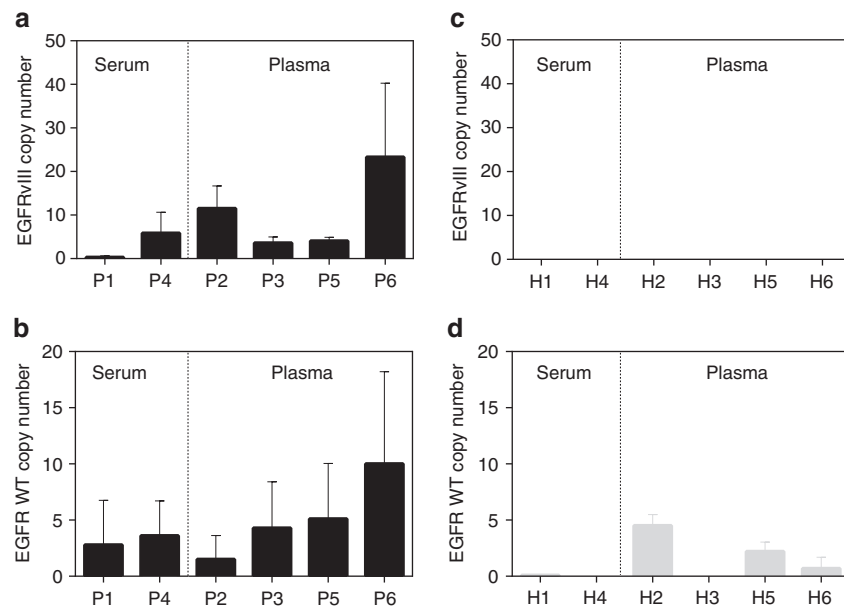 a
EGFRvIII copy number
50
40
30
20
10
0
Serum
Plasma
P1 P4 P2 P3 P5 P6
c
EGFRvIII copy number
50
40
30
20
10
0
Serum
Plasma
H1 H4 H2 H3 H5 H6
b
EGFR WT copy number
20
15
10
5
0
Serum
Plasma
P1 P4 P2 P3 P5 P6
d
EGFR WT copy number
20
15
10
5
0
Serum
Plasma
H1 H4 H2 H3 H5 H6